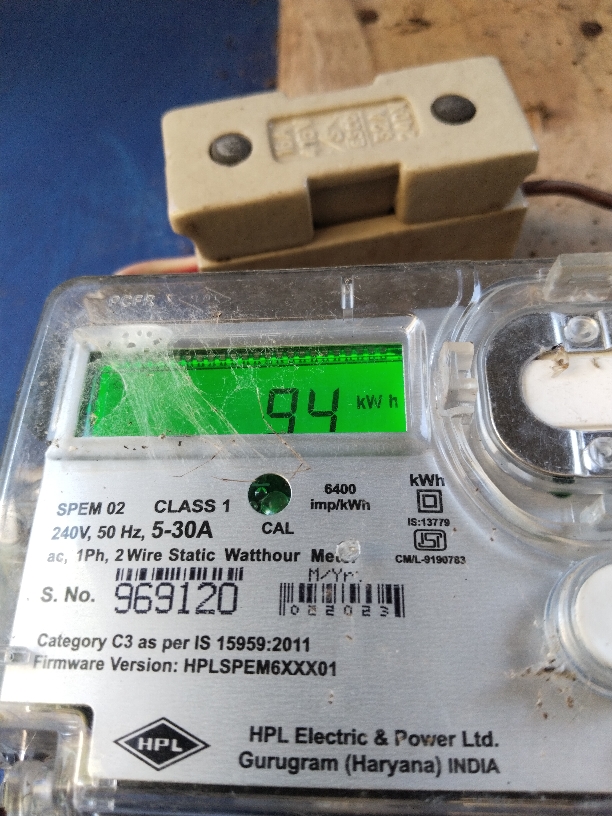 94 kW h
SPEM 02 CLASS 1
6400
imp/kWh
kWh
240V, 50 Hz, 5-30A
CAL
IS:13779
ac, 1Ph, 2 Wire Static Watthour Meter
CM/L-9190783
M/Yr.
S. No. 969120
022023
Category C3 as per IS 15959:2011
Firmware Version: HPLSPEM6XXX01
HPL
HPL Electric & Power Ltd.
Gurugram (Haryana) INDIA